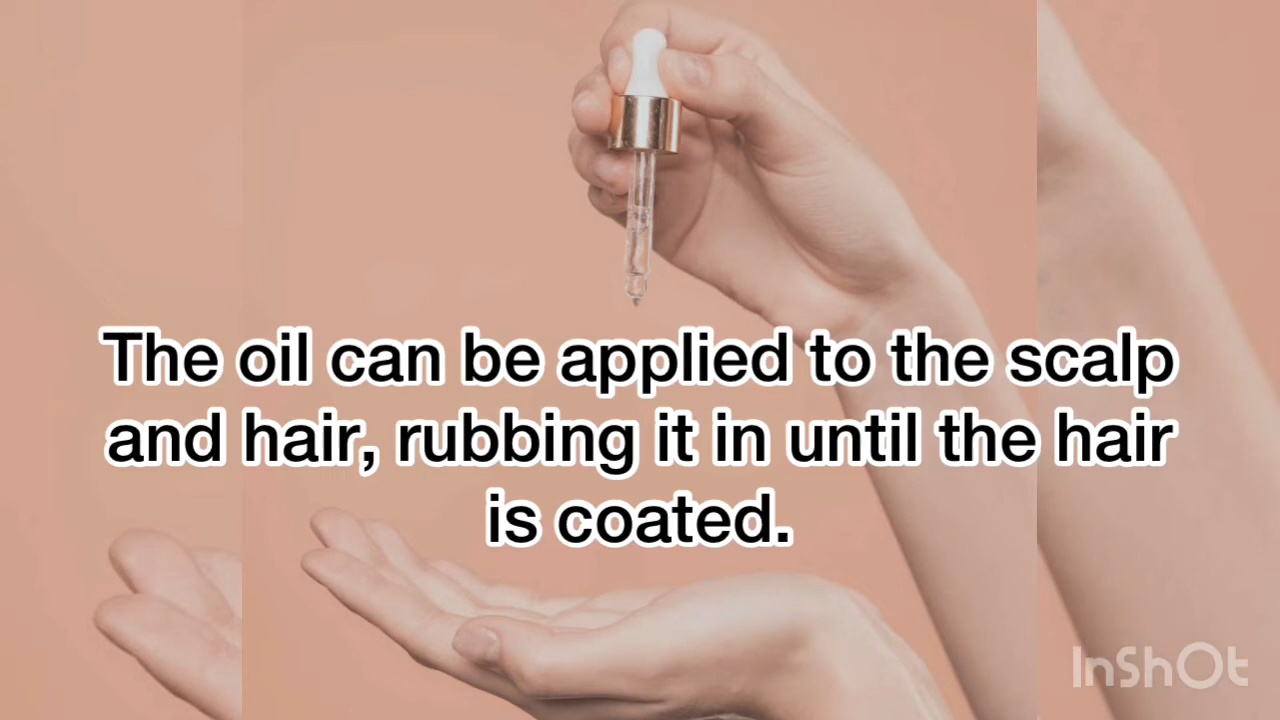 The oil can be applied to the scalp
and hair, rubbing it in until the hair
is coated.
InShOt